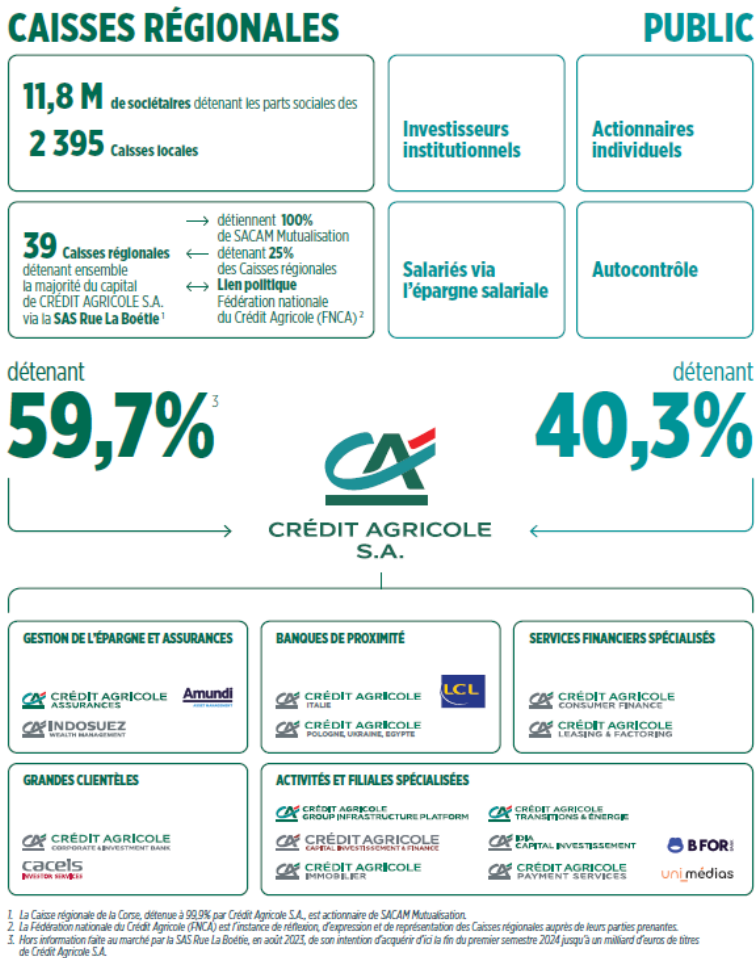 CAISSES RÉGIONALES
PUBLIC
11,8 M de sociétaires détenant les parts sociales des
2 395 Caisses locales
Investisseurs
institutionnels
Actionnaires
individuels
39 Caisses régionales
détenant ensemble
la majorité du capital
de CRÉDIT AGRICOLE S.A.
via la SAS Rue La Boétie 1
détiennent 100%
de SACAM Mutualisation
détenant 25%
des Caisses régionales
Lien politique
Fédération nationale
du Crédit Agricole (FNCA) 2
Salariés via
l'épargne salariale
Autocontrôle
détenant
59,7% 3
détenant
40,3%
CRÉDIT AGRICOLE
S.A.
GESTION DE L'ÉPARGNE ET ASSURANCES
CRÉDIT AGRICOLE
ASSURANCES
Amundi
ASSET MANAGEMENT
INDOSUEZ
WEALTH MANAGEMENT
BANQUES DE PROXIMITÉ
CRÉDIT AGRICOLE
ITALIE
LCL
CRÉDIT AGRICOLE
POLOGNE, UKRAINE, EGYPTE
SERVICES FINANCIERS SPÉCIALISÉS
CRÉDIT AGRICOLE
CONSUMER FINANCE
CRÉDIT AGRICOLE
LEASING & FACTORING
GRANDES CLIENTÈLES
CRÉDIT AGRICOLE
CORPORATE & INVESTMENT BANK
caceis
INVESTOR SERVICES
ACTIVITÉS ET FILIALES SPÉCIALISÉES
CRÉDIT AGRICOLE
GROUP INFRASTRUCTURE PLATFORM
CRÉDIT AGRICOLE
TRANSITIONS & ÉNERGIE
CRÉDIT AGRICOLE
CAPITAL INVESTISSEMENT & FINANCE
IDIA
CAPITAL INVESTISSEMENT
B FOR
CRÉDIT AGRICOLE
IMMOBILIER
CRÉDIT AGRICOLE
PAYMENT SERVICES
uni_médias
1. La Caisse régionale de la Corse, détenue à 99,9% par Crédit Agricole S.A., est actionnaire de SACAM Mutualisation.
2. La Fédération nationale du Crédit Agricole (FNCA) est l'instance de réflexion, d'expression et de représentation des Caisses régionales auprès de leurs parties prenantes.
3. Hors information faite au marché par la SAS Rue La Boétie, en août 2023, de son intention d'acquérir d'ici la fin du premier semestre 2024 jusqu'à un milliard d'euros de titres
de Crédit Agricole S.A.